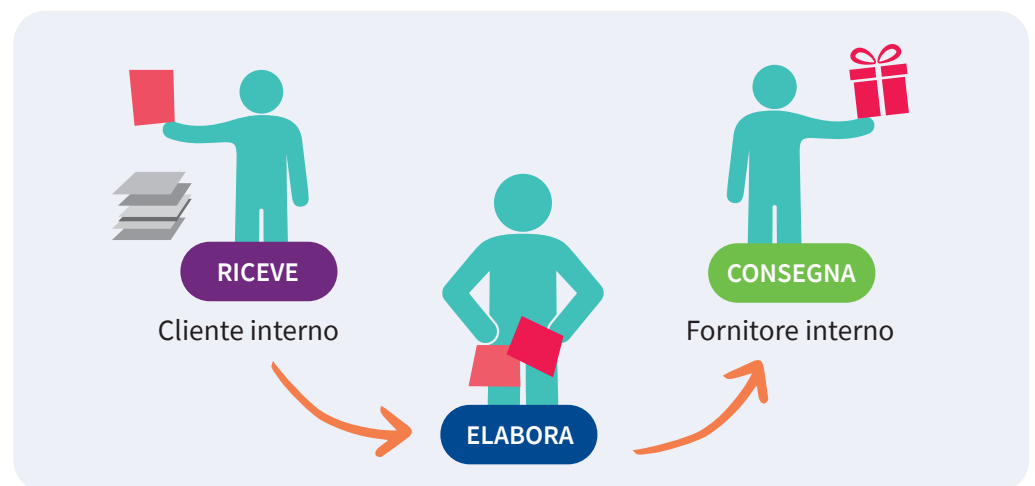 RICEVE
Cliente interno
ELABORA
CONSEGNA
Fornitore interno